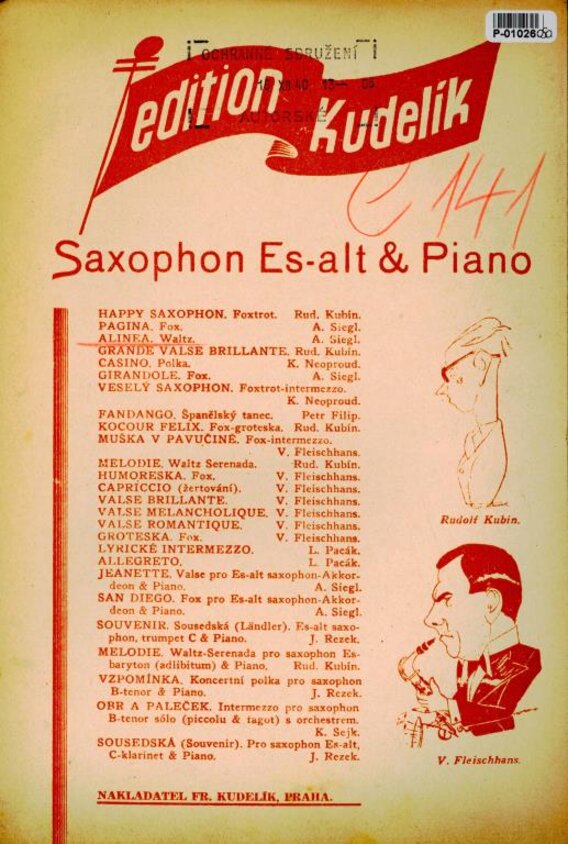 P-01026080
OCHRANNÉ SDRUŽENÍ
AUTORSKÉ
edition Kudelík
C 141
Saxophon Es-alt & Piano
HAPPY SAXOPHON. Foxtrot. Rud. Kubín.
PAGINA. Fox. A. Siegl.
ALINEA. Waltz. A. Siegl.
GRANDE VALSE BRILLANTE. Rud. Kubín.
CASINO. Polka. K. Neoproud.
GIRANDOLE. Fox. A. Siegl.
VESELÝ SAXOPHON. Foxtrot-intermezzo.
K. Neoproud.
FANDANGO. Španělský tanec. Petr Filip.
KOCOUR FELIX. Fox-groteska. Rud. Kubín.
MUŠKA V PAVUČINĚ. Fox-intermezzo.
V. Fleischhans.
MELODIE. Waltz Serenada. Rud. Kubín.
HUMORESKA. Fox. V. Fleischhans.
CAPRICCIO (žertování). V. Fleischhans.
VALSE BRILLANTE. V. Fleischhans.
VALSE MELANCHOLIQUE. V. Fleischhans.
VALSE ROMANTIQUE. V. Fleischhans.
GROTESKA. Fox. V. Fleischhans.
LYRICKÉ INTERMEZZO. L. Pacák.
ALLEGRETO. L. Pacák.
JEANETTE. Valse pro Es-alt saxophon-Akkor-
deon & Piano. A. Siegl.
SAN DIEGO. Fox pro Es-alt saxophon-Akkor-
deon & Piano. A. Siegl.
SOUVENIR. Sousedská (Ländler). Es-alt saxo-
phon, trumpet C & Piano. J. Rezek.
MELODIE. Waltz-Serenada pro saxophon Es-
baryton (adlibitum) & Piano. Rud. Kubín.
VZPOMÍNKA. Koncertní polka pro saxophon
B-tenor & Piano. J. Rezek.
OBR A PALEČEK. Intermezzo pro saxophon
B-tenor sólo (piccolu & fagot) s orchestrem.
K. Sejk.
SOUSEDSKÁ (Souvenir). Pro saxophon Es-alt,
C-klarinet & Piano. J. Rezek.
Rudolf Kubín.
V. Fleischhans.
NAKLADATEL FR. KUDELÍK, PRAHA.